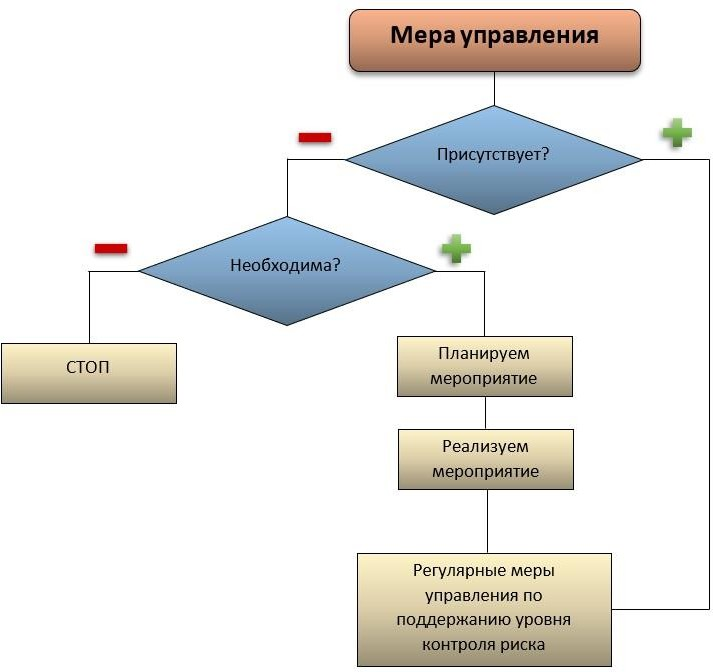 Мера управления
Присутствует?
Необходима?
СТОП
Планируем
мероприятие
Реализуем
мероприятие
Регулярные меры
управления по
поддержанию уровня
контроля риска